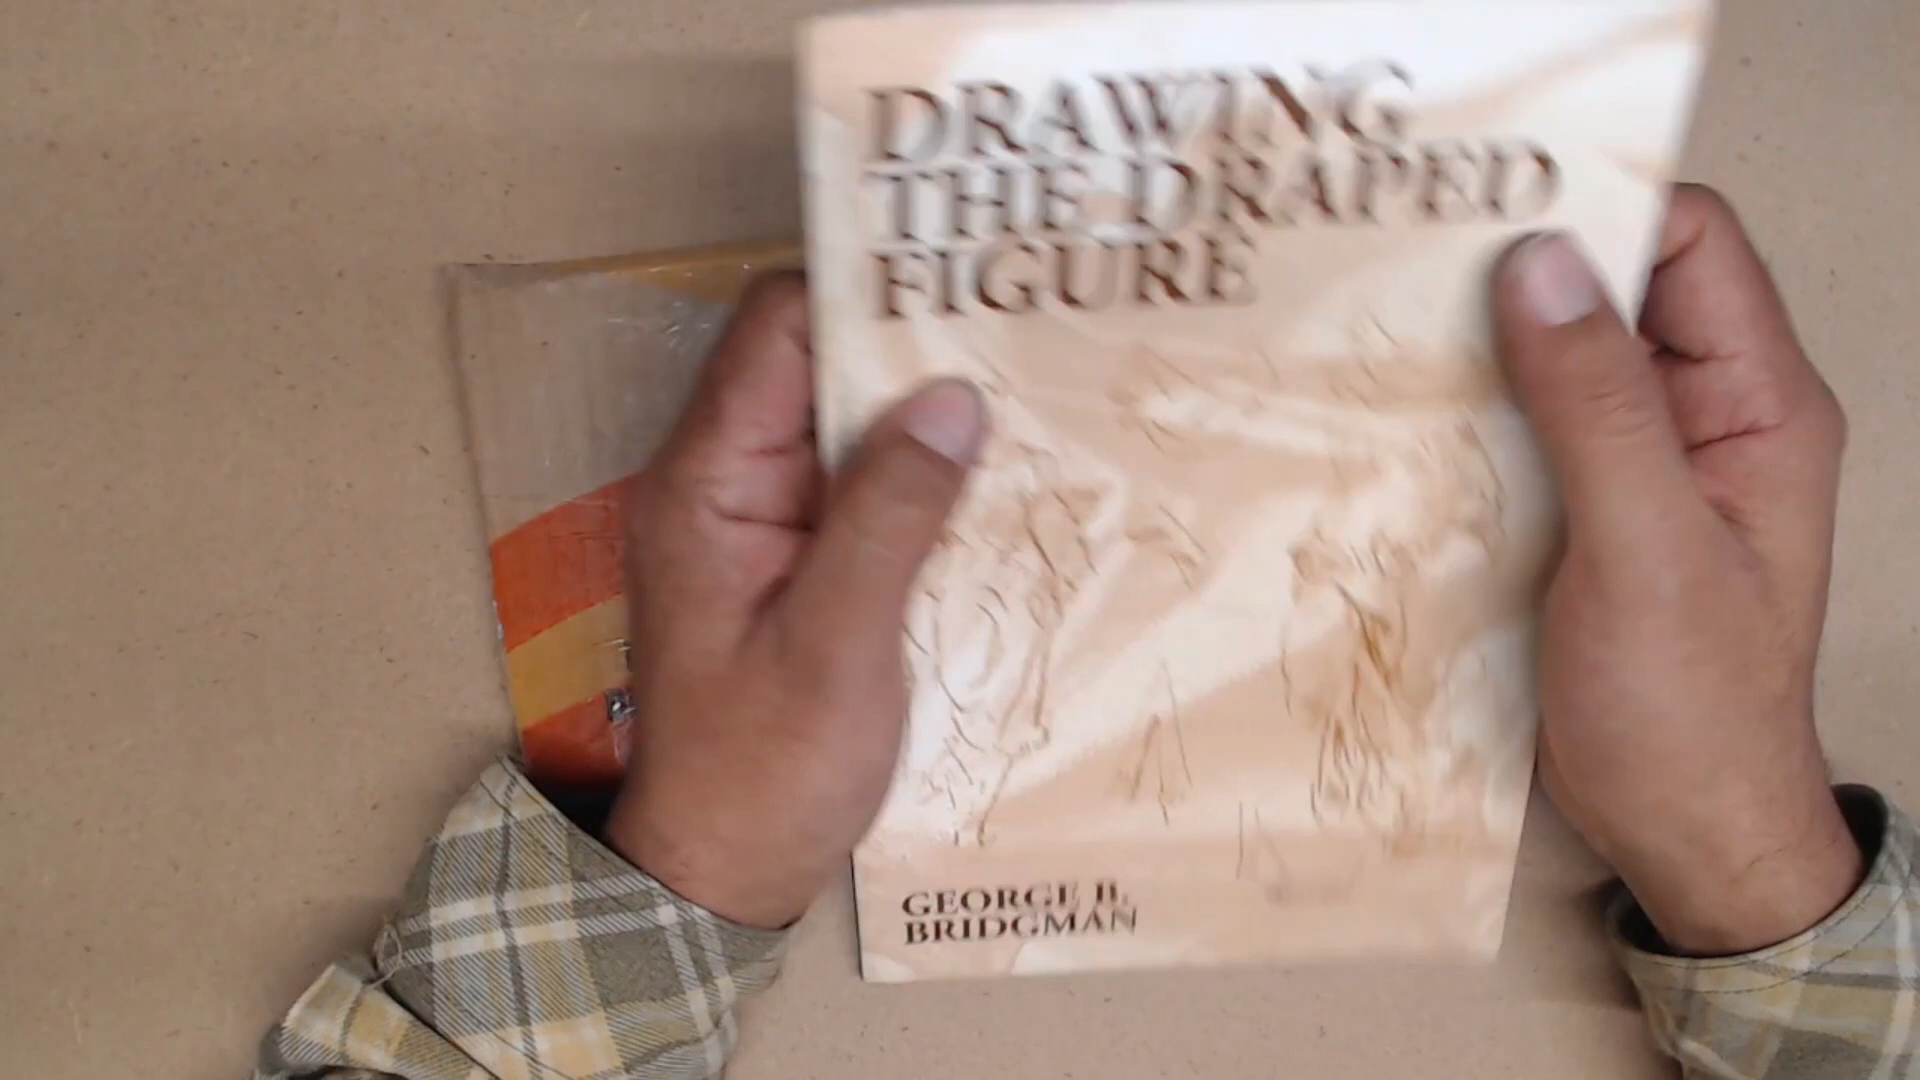 DRAWING
THE DRAPED
FIGURE
GEORGE B.
BRIDGMAN